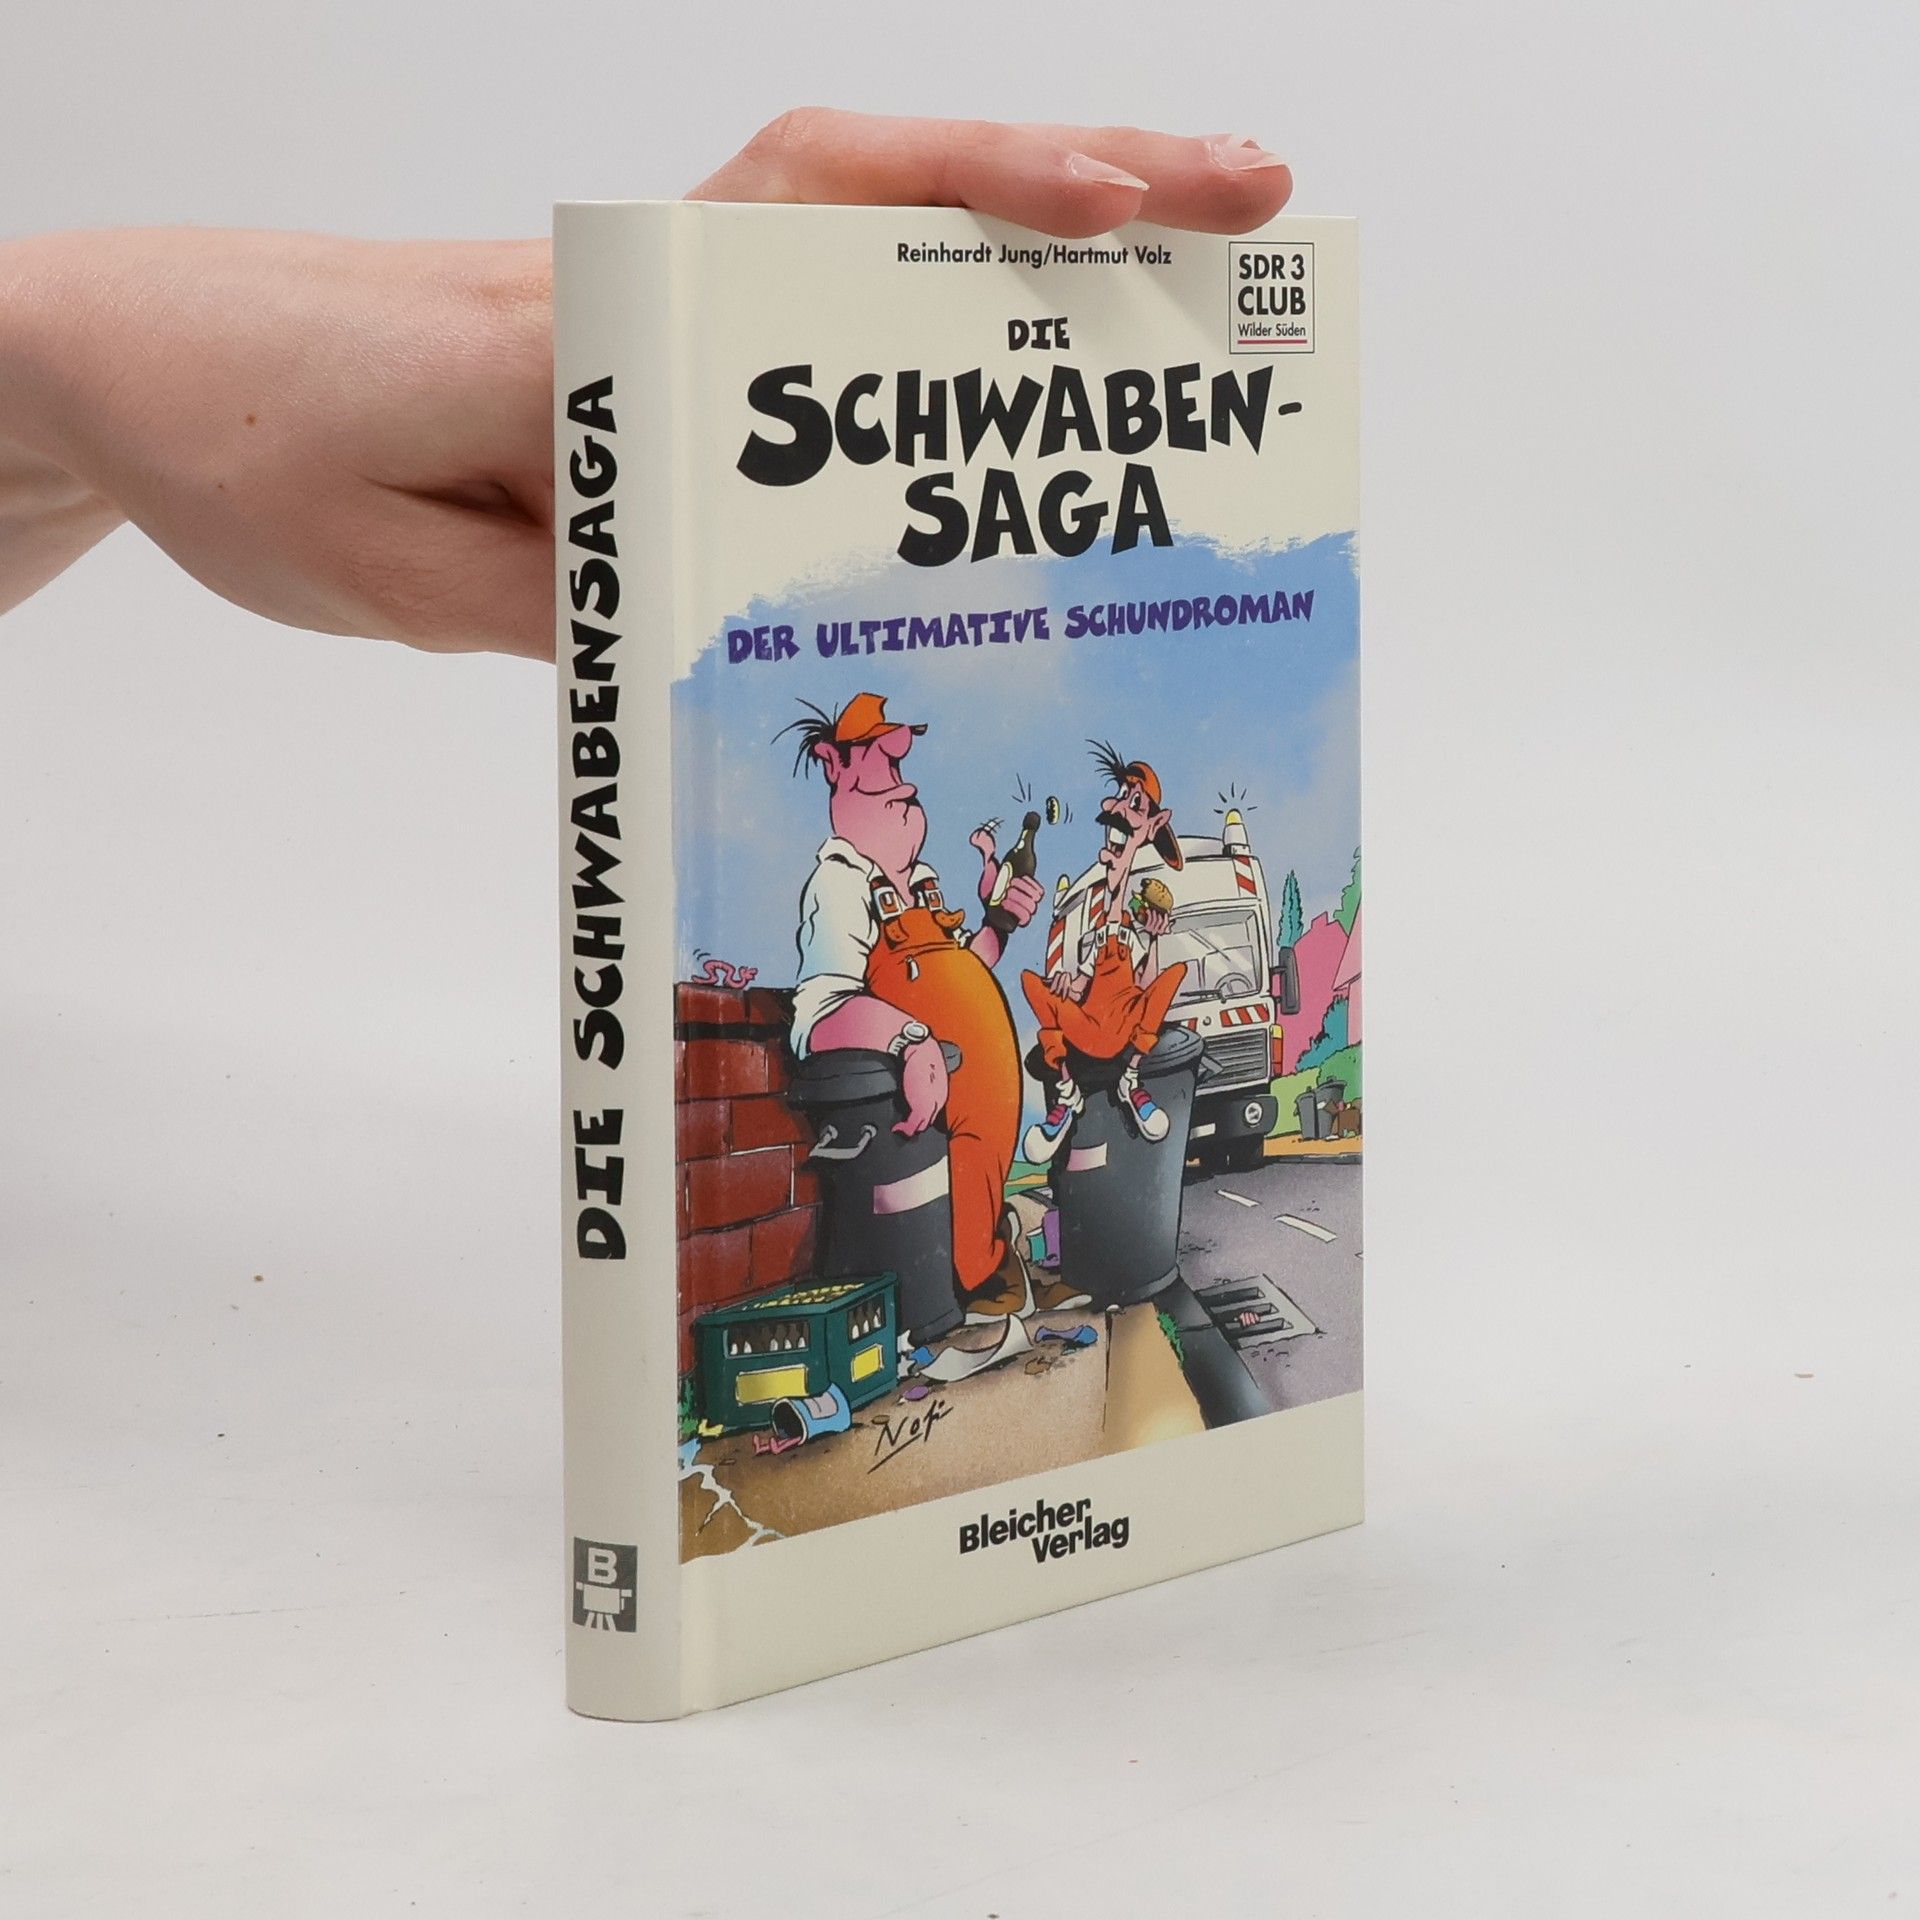 Reinhardt Jung/Hartmut Volz
SDR 3
CLUB
Wilder Süden
DIE
SCHWABEN-
SAGA
DER ULTIMATIVE SCHUNDROMAN
Nofi
Bleicher
Verlag
DIE SCHWABENSAGA
B